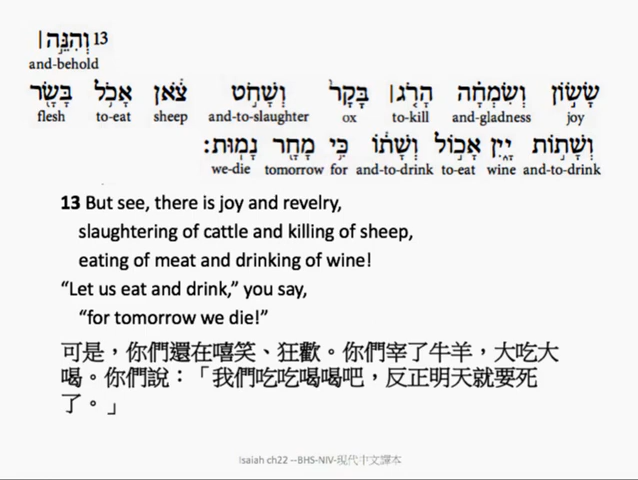 13 וְהִנֵּ֣ה׀
and-behold
שָׂשׂ֣וֹן וְשִׂמְחָ֗ה הָרֹ֤ג׀ בָּקָר֙ וְשָׁחֹ֣ט צֹ֔אן אָכֹ֥ל בָּשָׂ֖ר
joy and-gladness to-kill ox and-to-slaughter sheep to-eat flesh
וְשָׁת֣וֹת יָ֑יִן אָכ֣וֹל וְשָׁת֔וֹ כִּ֥י מָחָ֖ר נָמֽוּת׃
and-to-drink wine to-eat and-to-drink for tomorrow we-die
13 But see, there is joy and revelry,
slaughtering of cattle and killing of sheep,
eating of meat and drinking of wine!
“Let us eat and drink,” you say,
“for tomorrow we die!”
可是，你們還在嘻笑、狂歡。你們宰了牛羊，大吃大
喝。你們說：「我們吃吃喝喝吧，反正明天就要死
了。」
Isaiah ch22 --BHS-NIV-現代中文譯本